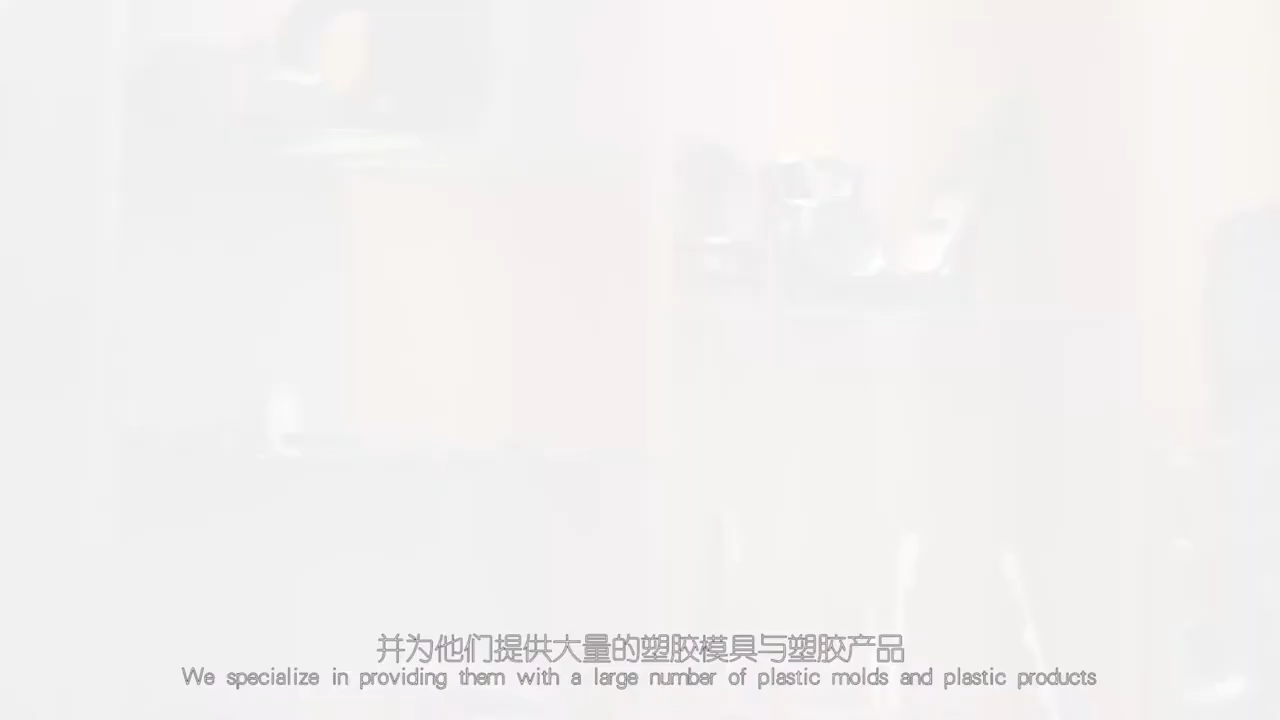 并为他们提供大量的塑胶模具与塑胶产品
We specialize in providing them with a large number of plastic molds and plastic products